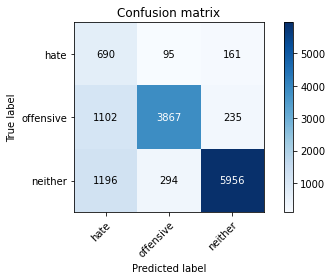 Confusion matrix
True label
hate 690 95 161
offensive 1102 3867 235
neither 1196 294 5956
hate offensive neither
Predicted label
5000
4000
3000
2000
1000